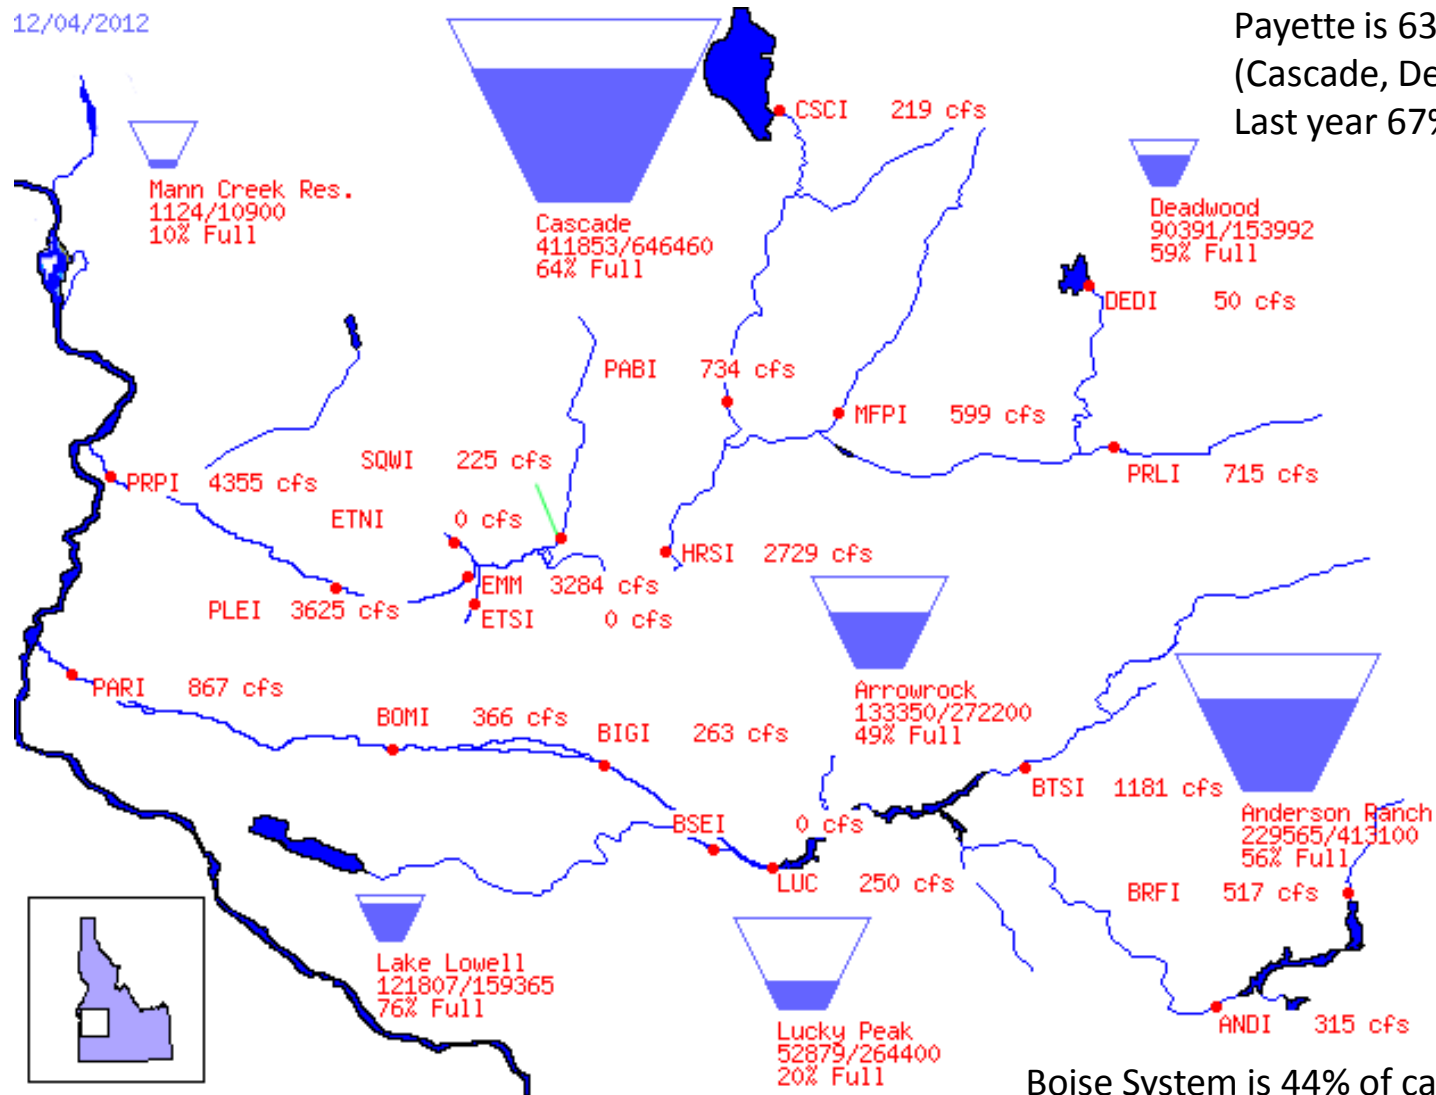 12/04/2012
Payette is 63
(Cascade, De
Last year 67%
CSCI 219 cfs
Mann Creek Res.
1124/10900
10% Full
Cascade
411853/646460
64% Full
Deadwood
90391/153992
59% Full
DEDI 50 cfs
PABI 734 cfs
MFPI 599 cfs
SQWI 225 cfs
PRPI 4355 cfs
PRLI 715 cfs
ETNI 0 cfs
HRSI 2729 cfs
EMM 3284 cfs
PLEI 3625 cfs
ETSI 0 cfs
PARI 867 cfs
Arrowrock
133350/272200
49% Full
BOMI 366 cfs
BIGI 263 cfs
BTSI 1181 cfs
Anderson Ranch
229565/413100
56% Full
BSEI 0 cfs
LUC 250 cfs
BRFI 517 cfs
Lake Lowell
121807/159365
76% Full
Lucky Peak
52879/264400
20% Full
ANDI 315 cfs
Boise System is 44% of ca